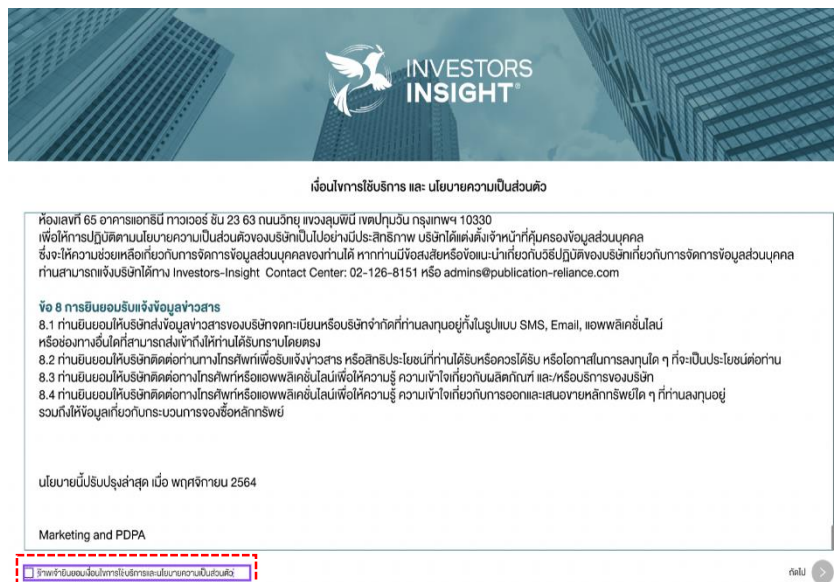 INVESTORS
INSIGHT®
เงื่อนไขการใช้บริการ และ นโยบายความเป็นส่วนตัว
ห้องเลขที่ 65 อาคารแอทธินี ทาวเวอร์ ชั้น 23 63 ถนนวิทยุ แขวงลุมพินี เขตปทุมวัน กรุงเทพฯ 10330
เพื่อให้การปฏิบัติตามนโยบายความเป็นส่วนตัวของบริษัทเป็นไปอย่างมีประสิทธิภาพ บริษัทได้แต่งตั้งเจ้าหน้าที่คุ้มครองข้อมูลส่วนบุคคล
ซึ่งจะให้ความช่วยเหลือเกี่ยวกับการจัดการข้อมูลส่วนบุคคลของท่านได้ หากท่านมีข้อสงสัยหรือข้อแนะนำเกี่ยวกับวิธีปฏิบัติของบริษัทเกี่ยวกับการจัดการข้อมูลส่วนบุคคล
ท่านสามารถแจ้งบริษัทได้ทาง Investors-Insight Contact Center: 02-126-8151 หรือ admins@publication-reliance.com
ข้อ 8 การยินยอมรับแจ้งข้อมูลข่าวสาร
8.1 ท่านยินยอมให้บริษัทส่งข้อมูลข่าวสารของบริษัทจดทะเบียนหรือบริษัทจำกัดที่ท่านลงทุนอยู่ทั้งในรูปแบบ SMS, Email, แอพพลิเคชั่นไลน์
หรือช่องทางอื่นใดที่สามารถส่งเข้าถึงให้ท่านได้รับทราบโดยตรง
8.2 ท่านยินยอมให้บริษัทติดต่อท่านทางโทรศัพท์เพื่อรับแจ้งข่าวสาร หรือสิทธิประโยชน์ที่ท่านได้รับหรือควรได้รับ หรือโอกาสในการลงทุนใด ๆ ที่จะเป็นประโยชน์ต่อท่าน
8.3 ท่านยินยอมให้บริษัทติดต่อทางโทรศัพท์หรือแอพพลิเคชั่นไลน์เพื่อให้ความรู้ ความเข้าใจเกี่ยวกับผลิตภัณฑ์ และ/หรือบริการของบริษัท
8.4 ท่านยินยอมให้บริษัทติดต่อทางโทรศัพท์หรือแอพพลิเคชั่นไลน์เพื่อให้ความรู้ ความเข้าใจเกี่ยวกับการออกและเสนอขายหลักทรัพย์ใด ๆ ที่ท่านลงทุนอยู่
รวมถึงให้ข้อมูลเกี่ยวกับกระบวนการจองซื้อหลักทรัพย์
นโยบายนี้ปรับปรุงล่าสุด เมื่อ พฤศจิกายน 2564
Marketing and PDPA
ข้าพเจ้ายินยอมเงื่อนไขการใช้บริการและนโยบายความเป็นส่วนตัว
ถัดไป